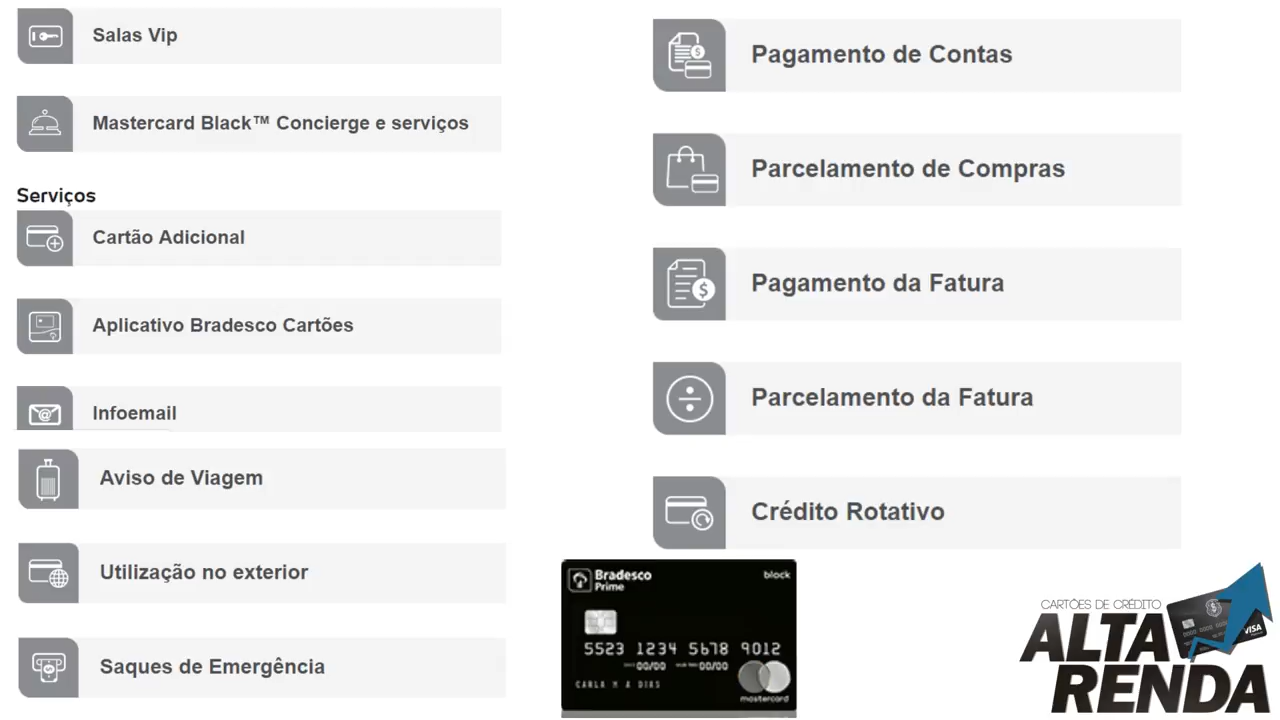 Salas Vip
Mastercard Black™ Concierge e serviços
Serviços
Cartão Adicional
Aplicativo Bradesco Cartões
Infoemail
Aviso de Viagem
Utilização no exterior
Saques de Emergência
Pagamento de Contas
Parcelamento de Compras
Pagamento da Fatura
Parcelamento da Fatura
Crédito Rotativo
Bradesco
Prime
black
5523 1234 5678 9012
00/00 00/00
CARLA M A DIAS
mastercard
CARTÕES DE CRÉDITO
ALTA
RENDA
VISA